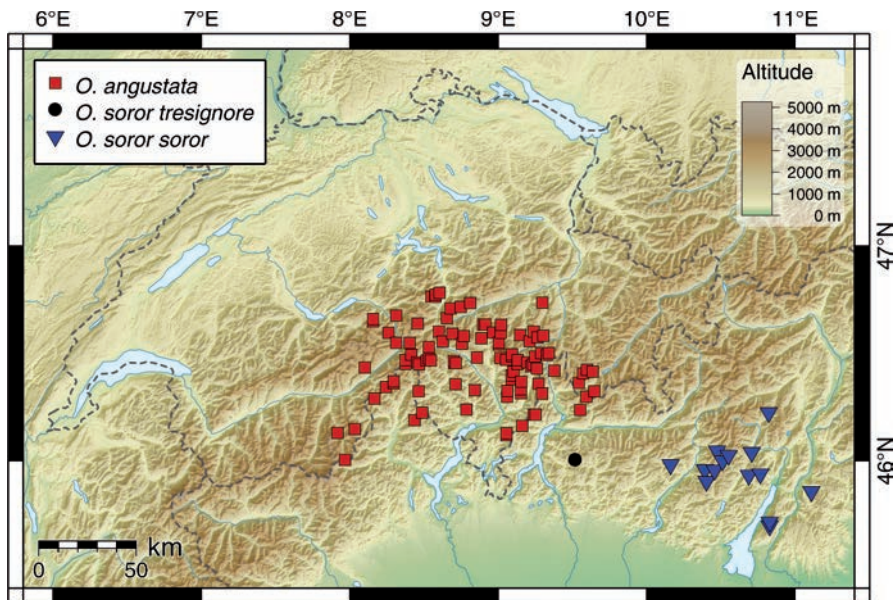 6°E 7°E 8°E 9°E 10°E 11°E
O. angustata
O. soror tresignore
O. soror soror
Altitude
5000 m
4000 m
3000 m
2000 m
1000 m
0 m
47°N
46°N
km
0 50